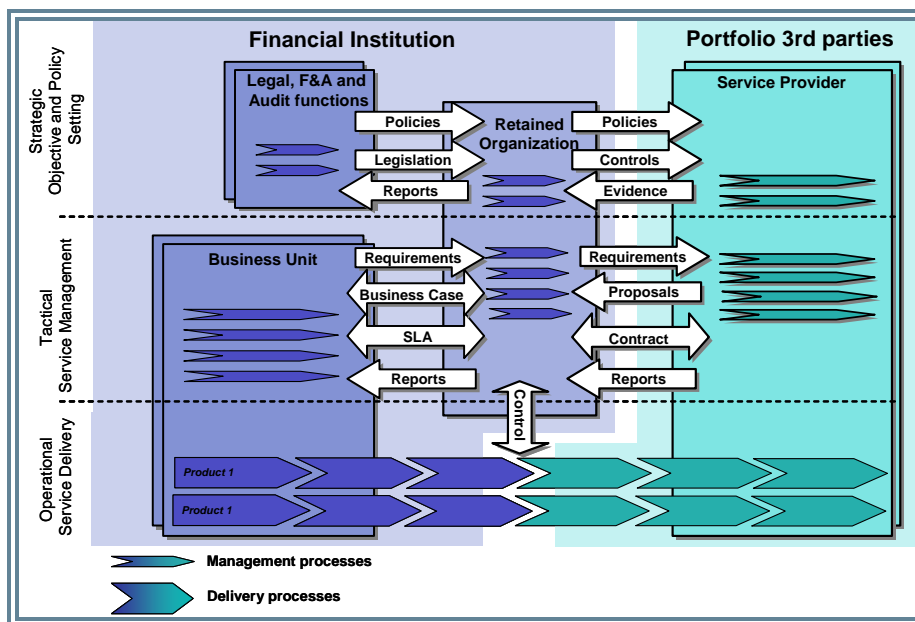 Financial Institution
Portfolio 3rd parties
Strategic
Objective and Policy
Setting
Legal, F&A and
Audit functions
Retained
Organization
Service Provider
Policies
Policies
Legislation
Controls
Reports
Evidence
Tactical
Service Management
Business Unit
Requirements
Requirements
Business Case
Proposals
SLA
Contract
Reports
Reports
Control
Operational
Service Delivery
Product 1
Product 1
Management processes
Delivery processes